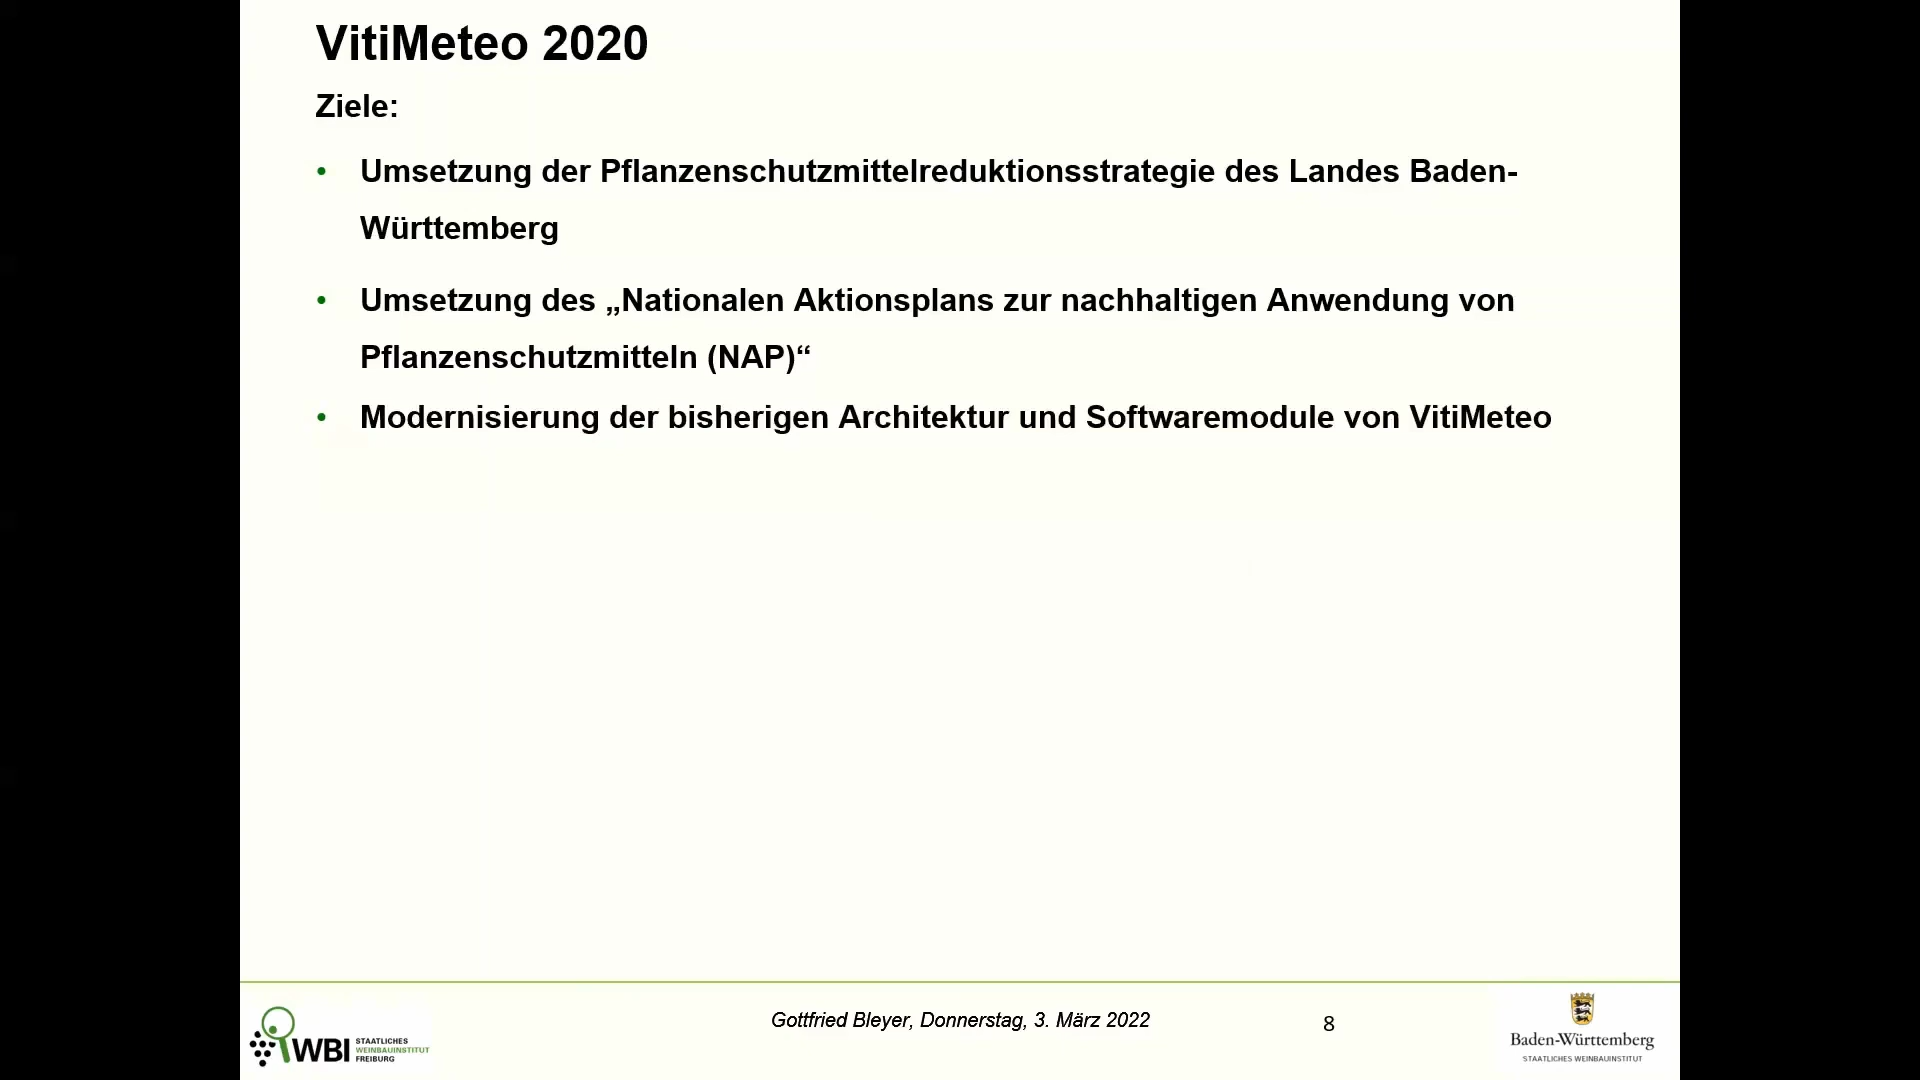 VitiMeteo 2020
Ziele:
• Umsetzung der Pflanzenschutzmittelreduktionsstrategie des Landes Baden-
Württemberg
• Umsetzung des „Nationalen Aktionsplans zur nachhaltigen Anwendung von
Pflanzenschutzmitteln (NAP)“
• Modernisierung der bisherigen Architektur und Softwaremodule von VitiMeteo
WBI
STAATLICHES
WEINBAUINSTITUT
FREIBURG
Gottfried Bleyer, Donnerstag, 3. März 2022
8
Baden-Württemberg
STAATLICHES WEINBAUINSTITUT